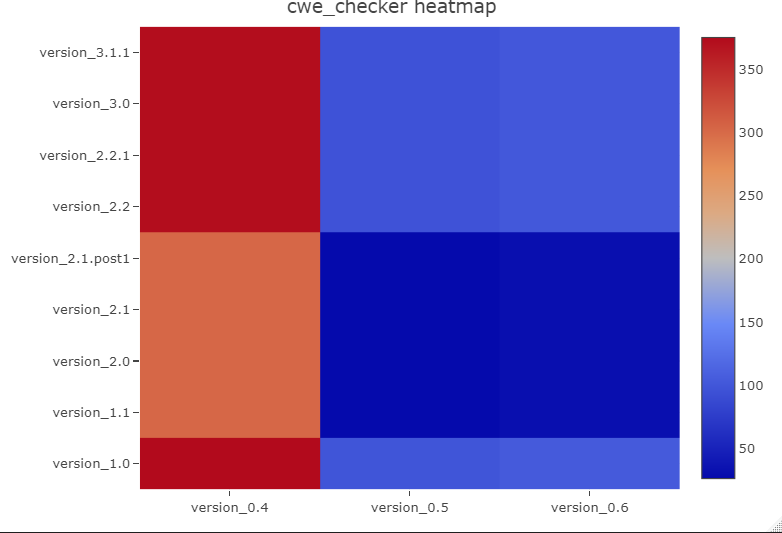 cwe_checker heatmap
version_3.1.1
version_3.0
version_2.2.1
version_2.2
version_2.1.post1
version_2.1
version_2.0
version_1.1
version_1.0
version_0.4
version_0.5
version_0.6
350
300
250
200
150
100
50